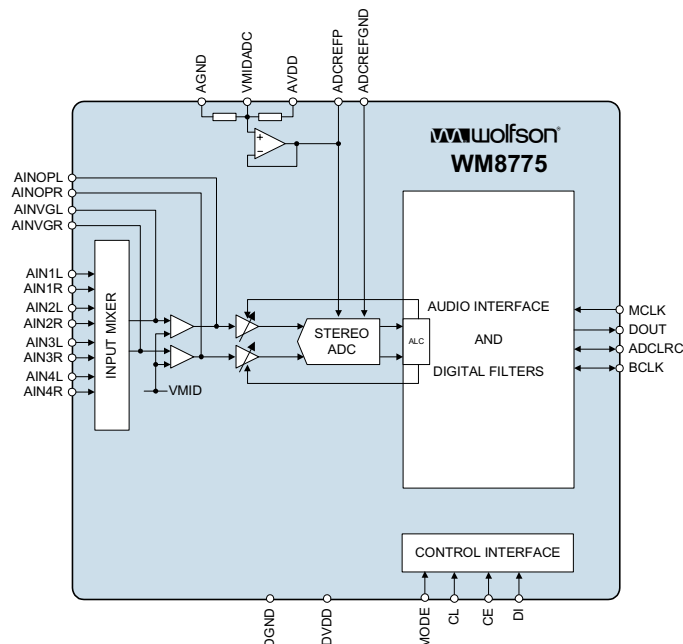 AGND
VMIDADC
AVDD
ADCREFP
ADCREFGND
wolfson®
WM8775
+
−
AINOPL
AINOPR
AINVGL
AINVGR
AIN1L
AIN1R
AIN2L
AIN2R
AIN3L
AIN3R
AIN4L
AIN4R
INPUT MIXER
VMID
STEREO
ADC
ALC
AUDIO INTERFACE
AND
DIGITAL FILTERS
MCLK
DOUT
ADCLRC
BCLK
CONTROL INTERFACE
DGND
DVDD
MODE
CL
CE
DI